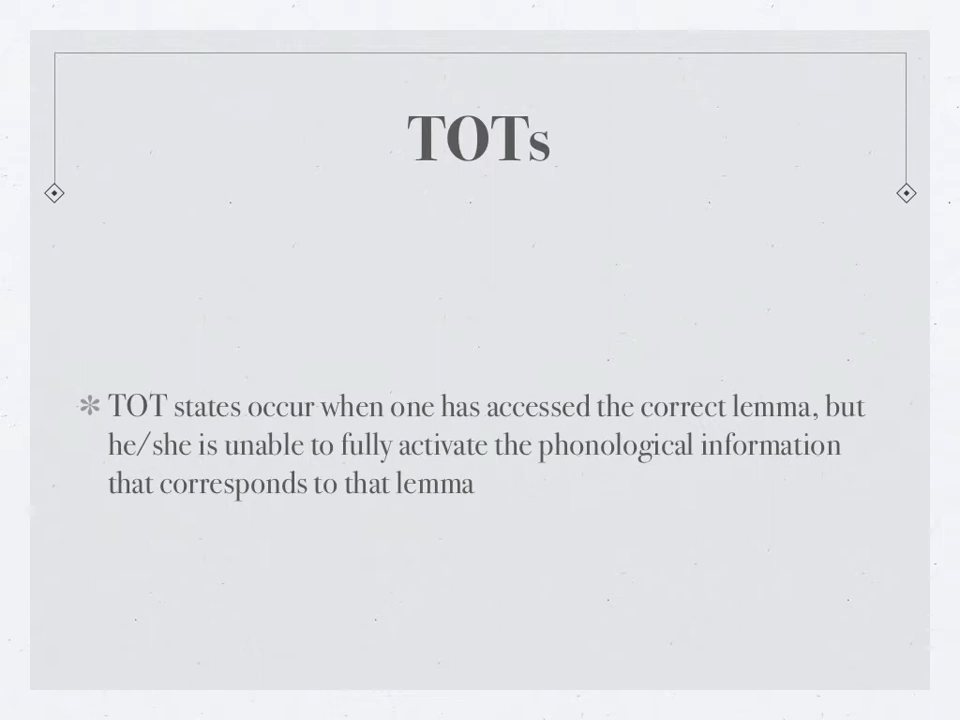 TOTs
TOT states occur when one has accessed the correct lemma, but
he/she is unable to fully activate the phonological information
that corresponds to that lemma